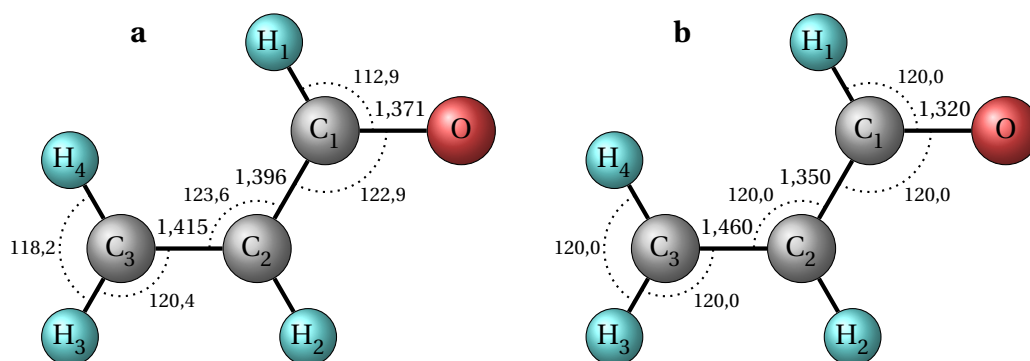 a
H1
112,9
1,371
C1
O
H4
1,396
123,6
122,9
118,2
1,415
C3
C2
120,4
H3
H2
b
H1
120,0
1,320
C1
O
H4
1,350
120,0
120,0
120,0
1,460
C3
C2
120,0
H3
H2